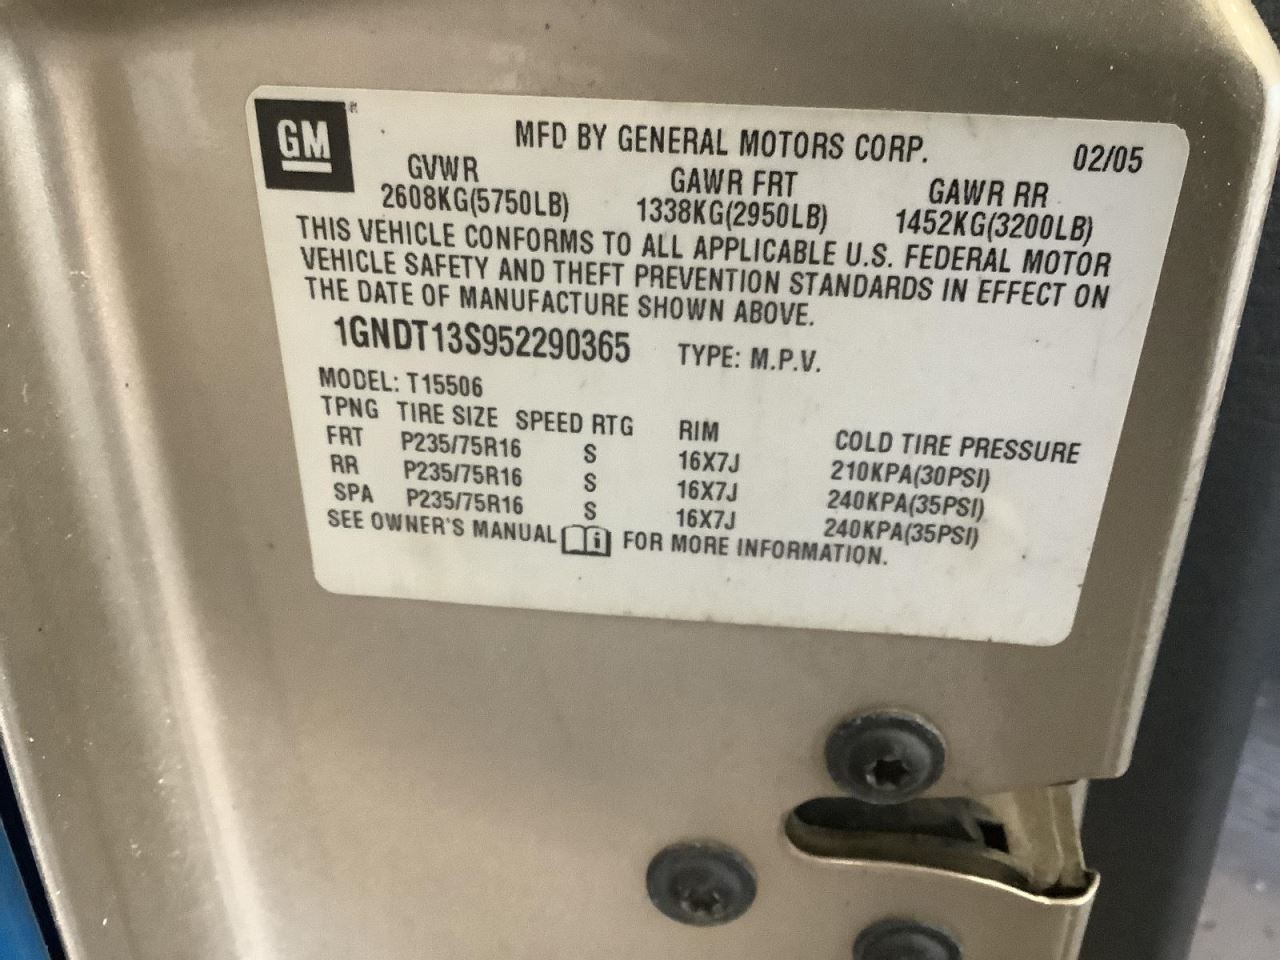 GM
MFD BY GENERAL MOTORS CORP. 02/05
GVWR GAWR FRT GAWR RR
2608KG(5750LB) 1338KG(2950LB) 1452KG(3200LB)
THIS VEHICLE CONFORMS TO ALL APPLICABLE U.S. FEDERAL MOTOR
VEHICLE SAFETY AND THEFT PREVENTION STANDARDS IN EFFECT ON
THE DATE OF MANUFACTURE SHOWN ABOVE.
1GNDT13S952290365 TYPE: M.P.V.
MODEL: T15506
TPNG TIRE SIZE SPEED RTG RIM COLD TIRE PRESSURE
FRT P235/75R16 S 16X7J 210KPA(30PSI)
RR P235/75R16 S 16X7J 240KPA(35PSI)
SPA P235/75R16 S 16X7J 240KPA(35PSI)
SEE OWNER'S MANUAL i FOR MORE INFORMATION.